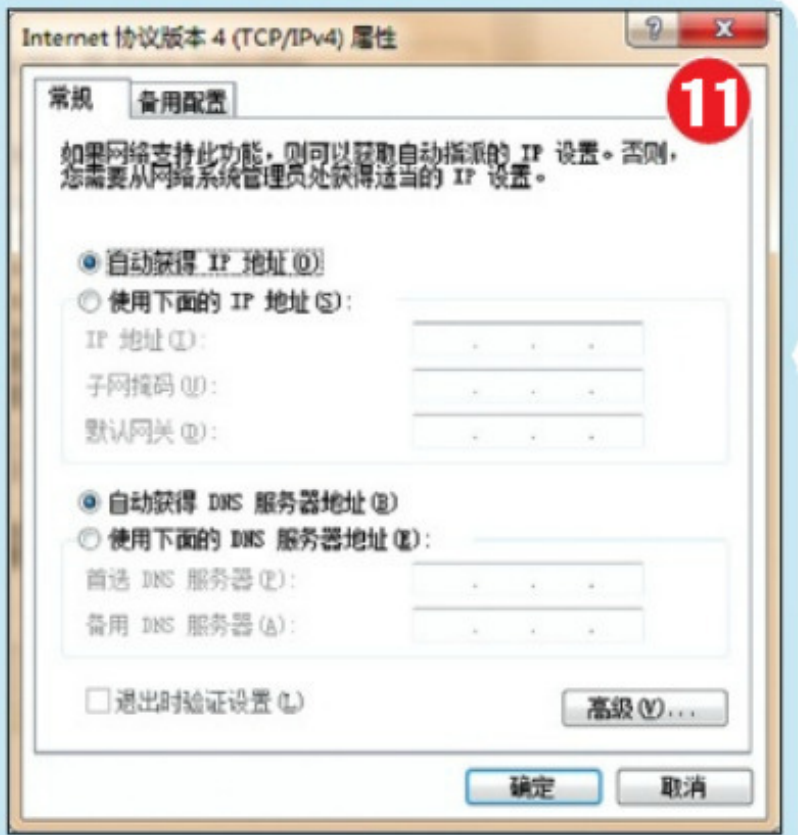 Internet 协议版本 4 (TCP/IPv4) 属性
11
常规 备用配置
如果网络支持此功能，则可以获取自动指派的 IP 设置。否则，
您需要从网络系统管理员处获得适当的 IP 设置。
自动获得 IP 地址(O)
使用下面的 IP 地址(S):
IP 地址(I):
子网掩码(U):
默认网关(D):
自动获得 DNS 服务器地址(B)
使用下面的 DNS 服务器地址(E):
首选 DNS 服务器(P):
备用 DNS 服务器(A):
退出时验证设置(L)
高级(V)...
确定 取消